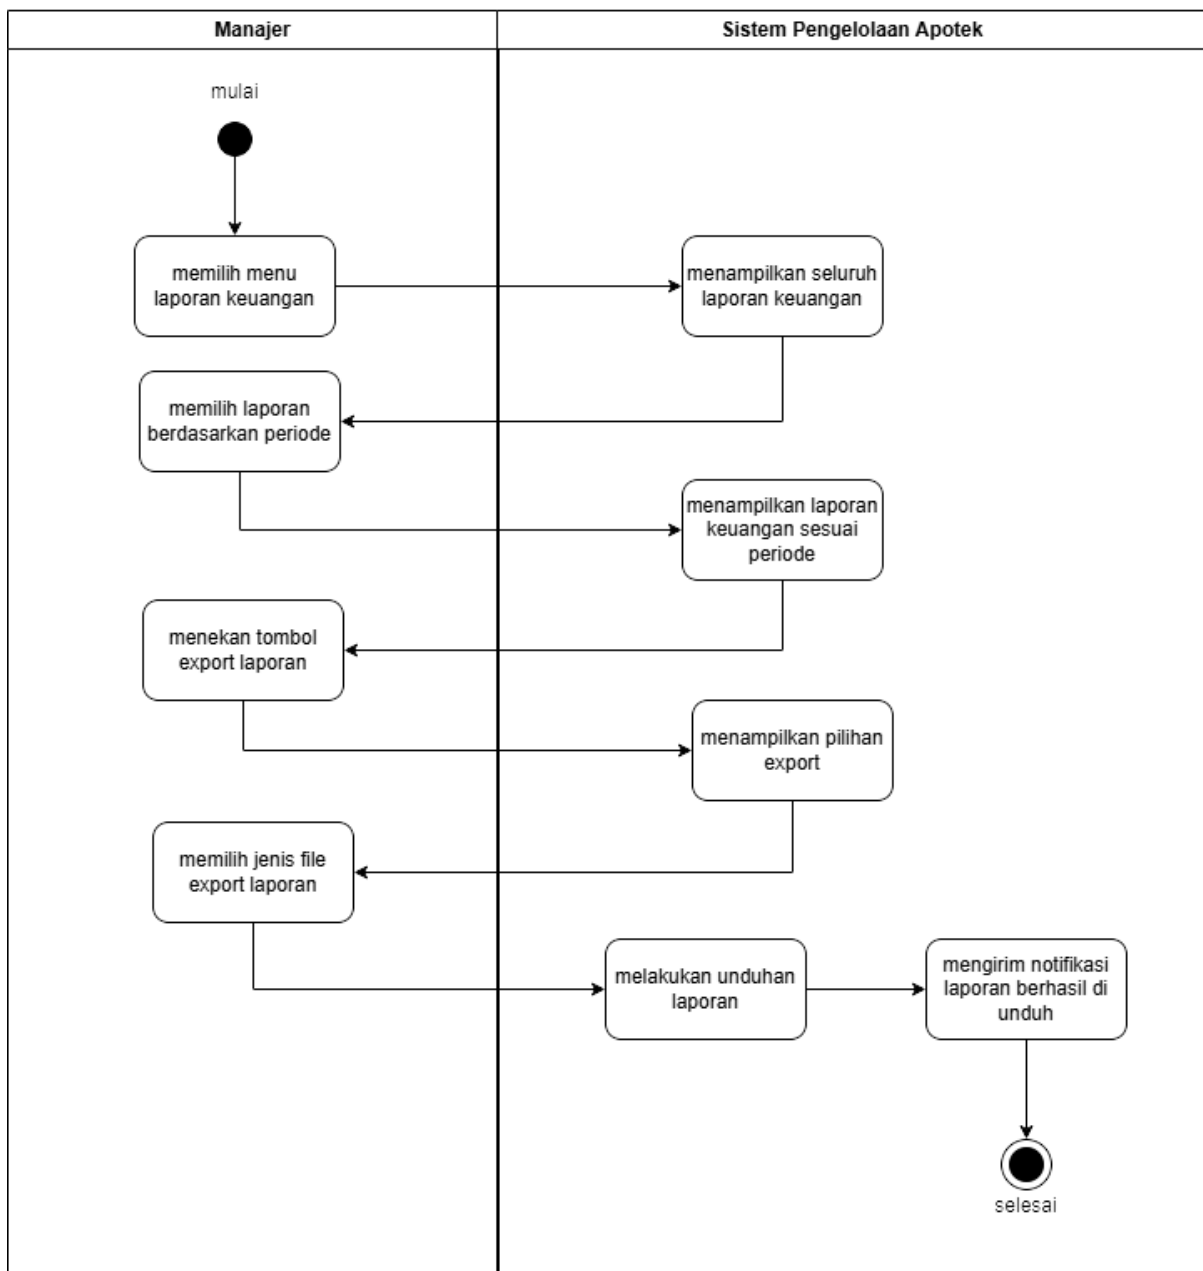 Manajer
Sistem Pengelolaan Apotek
mulai
memilih menu
laporan keuangan
menampilkan seluruh
laporan keuangan
memilih laporan
berdasarkan periode
menampilkan laporan
keuangan sesuai
periode
menekan tombol
export laporan
menampilkan pilihan
export
memilih jenis file
export laporan
melakukan unduhan
laporan
mengirim notifikasi
laporan berhasil di
unduh
selesai